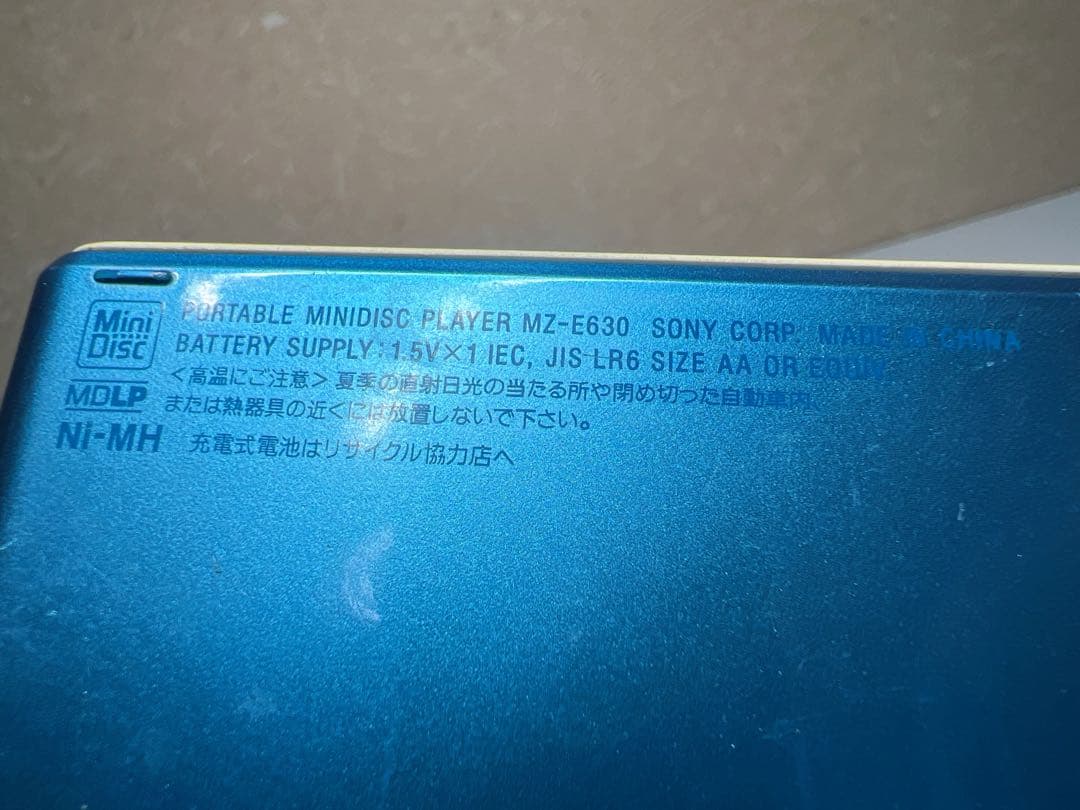 Mini
Disc
PORTABLE MINIDISC PLAYER MZ-E630 SONY CORP. MADE IN CHINA
BATTERY SUPPLY:1.5V×1 IEC, JIS LR6 SIZE AA OR EQUIV.
<高温にご注意>夏季の直射日光の当たる所や閉め切った自動車内、
MDLP
または熱器具の近くには放置しないで下さい。
Ni-MH 充電式電池はリサイクル協力店へ